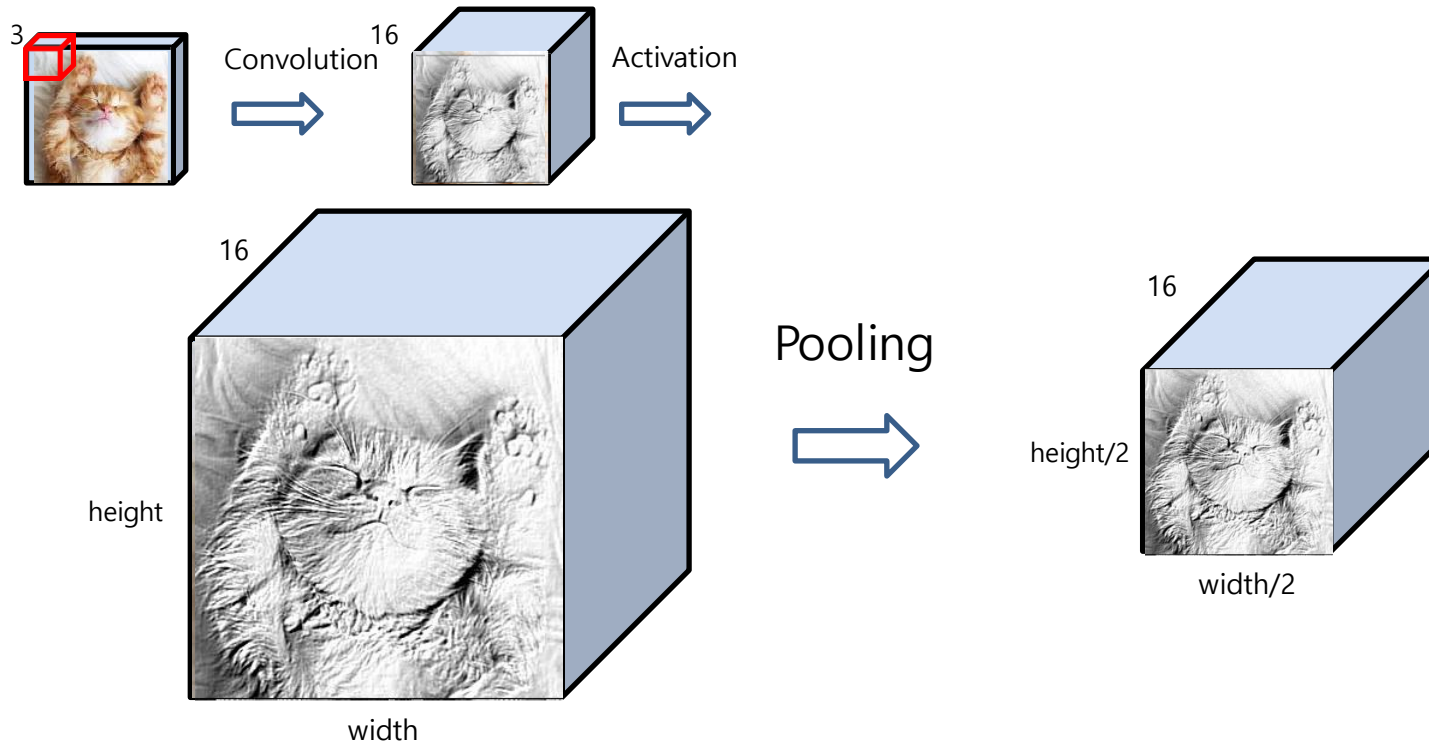 3
Convolution
16
Activation
16
height
width
Pooling
16
height/2
width/2